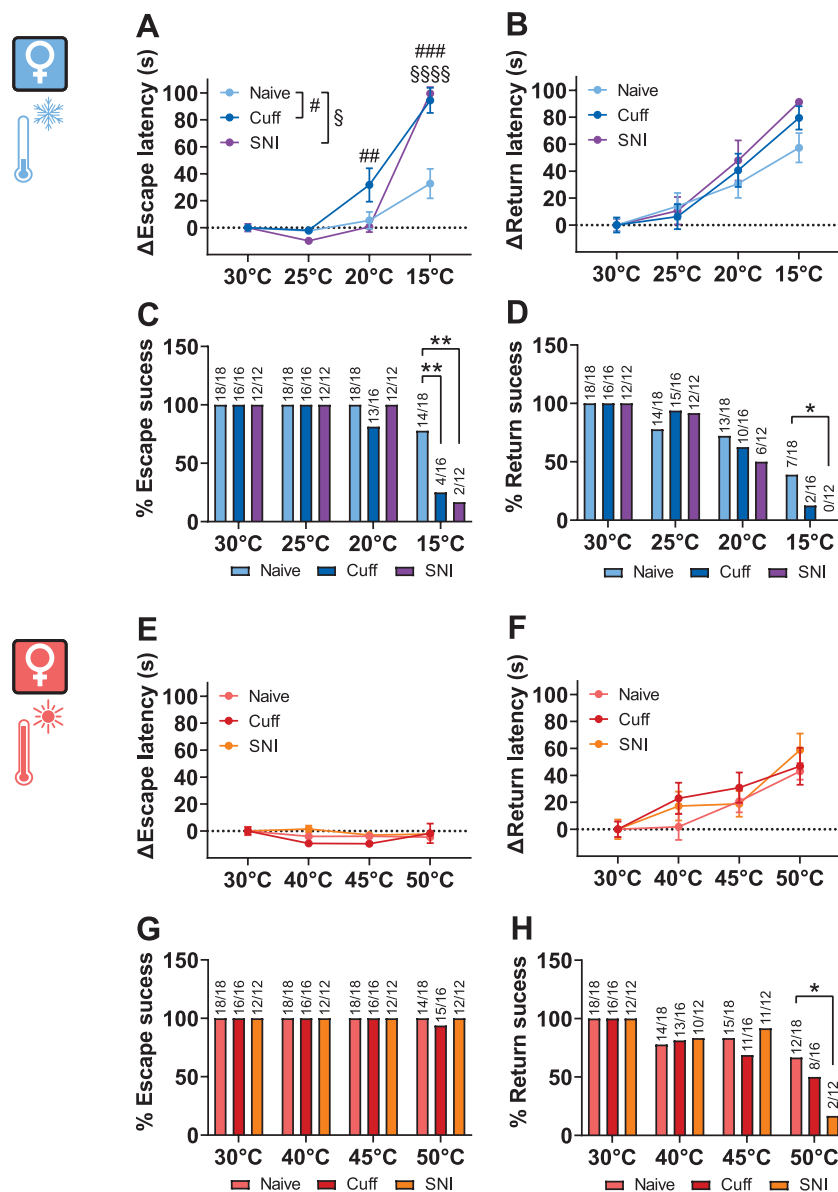 A
B
ΔEscape latency (s)
100
80
60
40
20
0
Naive
Cuff
SNI
#
§
##
###
§§§§
30°C 25°C 20°C 15°C
ΔReturn latency (s)
100
80
60
40
20
0
Naive
Cuff
SNI
30°C 25°C 20°C 15°C
C
D
% Escape sucess
150
100
50
0
18/18 16/16 12/12 18/18 16/16 12/12 18/18 13/16 12/12 14/18 4/16 2/12
**
**
30°C 25°C 20°C 15°C
Naive Cuff SNI
% Return sucess
150
100
50
0
18/18 16/16 12/12 14/18 15/16 12/12 13/18 10/16 6/12 7/18 2/16 0/12
*
30°C 25°C 20°C 15°C
Naive Cuff SNI
E
F
ΔEscape latency (s)
100
80
60
40
20
0
Naive
Cuff
SNI
30°C 40°C 45°C 50°C
ΔReturn latency (s)
100
80
60
40
20
0
Naive
Cuff
SNI
30°C 40°C 45°C 50°C
G
H
% Escape sucess
150
100
50
0
18/18 16/16 12/12 18/18 16/16 12/12 18/18 16/16 12/12 14/18 15/16 12/12
30°C 40°C 45°C 50°C
Naive Cuff SNI
% Return sucess
150
100
50
0
18/18 16/16 12/12 14/18 13/16 10/12 15/18 11/16 11/12 12/18 8/16 2/12
*
30°C 40°C 45°C 50°C
Naive Cuff SNI